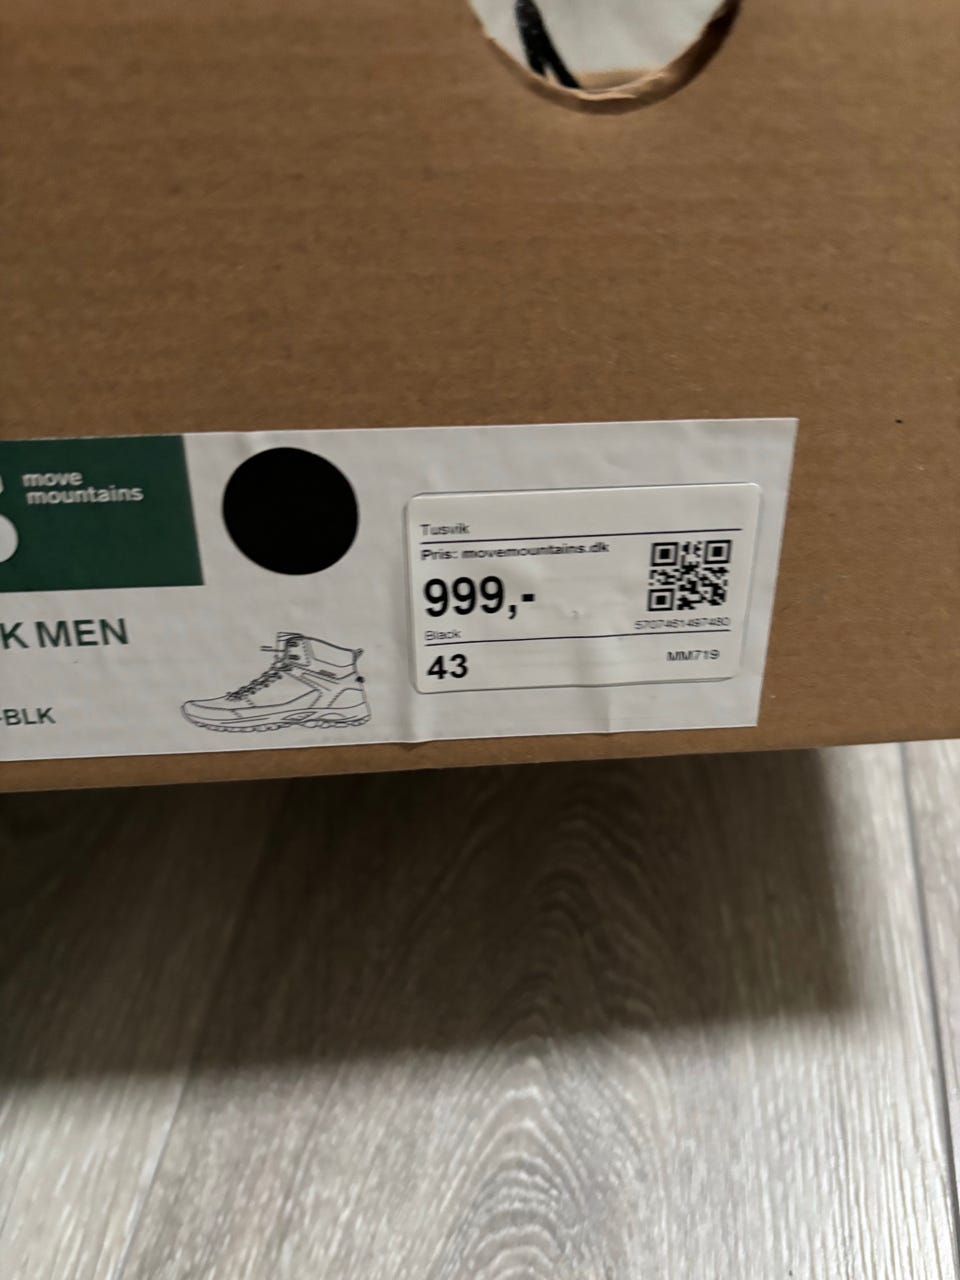 move
mountains
K MEN
-BLK
Tusvik
Pris: movemountains.dk
999,-
Black
5707461497480
43
MM719